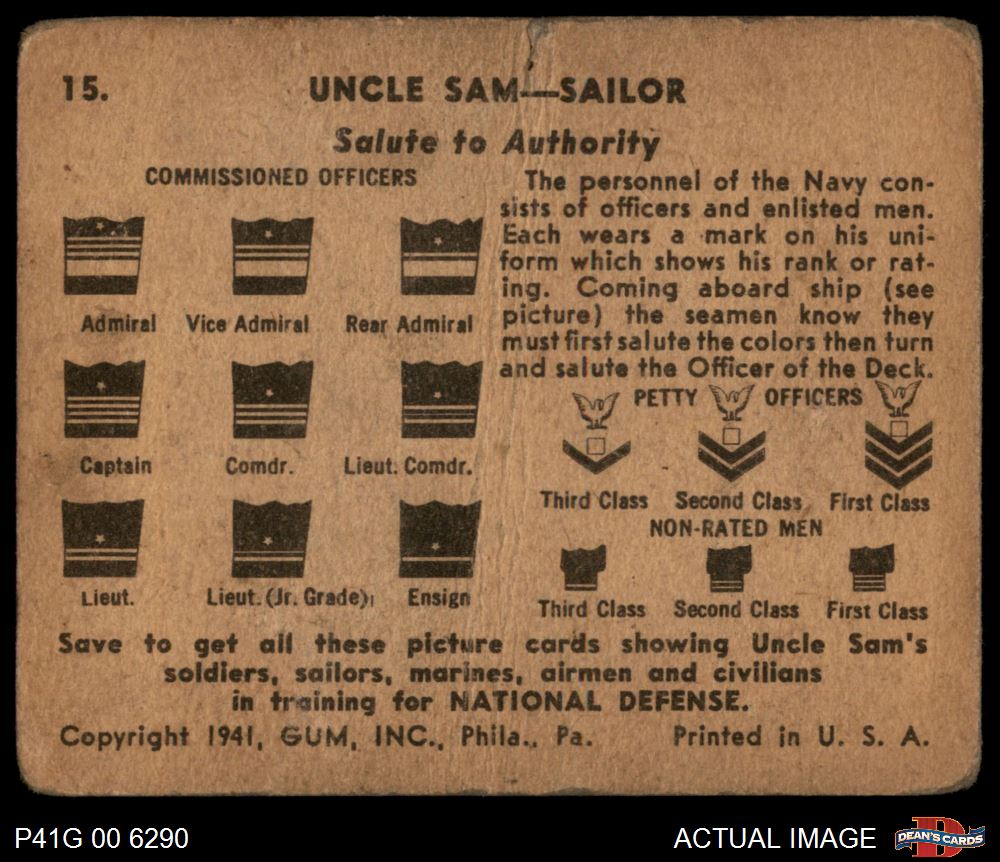 15.
UNCLE SAM—SAILOR
Salute to Authority
COMMISSIONED OFFICERS
Admiral Vice Admiral Rear Admiral
Captain Comdr. Lieut. Comdr.
Lieut. Lieut. (Jr. Grade) Ensign
The personnel of the Navy con-
sists of officers and enlisted men.
Each wears a mark on his uni-
form which shows his rank or rat-
ing. Coming aboard ship (see
picture) the seamen know they
must first salute the colors then turn
and salute the Officer of the Deck.
PETTY OFFICERS
Third Class Second Class First Class
NON-RATED MEN
Third Class Second Class First Class
Save to get all these picture cards showing Uncle Sam's
soldiers, sailors, marines, airmen and civilians
in training for NATIONAL DEFENSE.
Copyright 1941, GUM, INC., Phila., Pa. Printed in U. S. A.
P41G 00 6290
ACTUAL IMAGE
DEAN'S CARDS